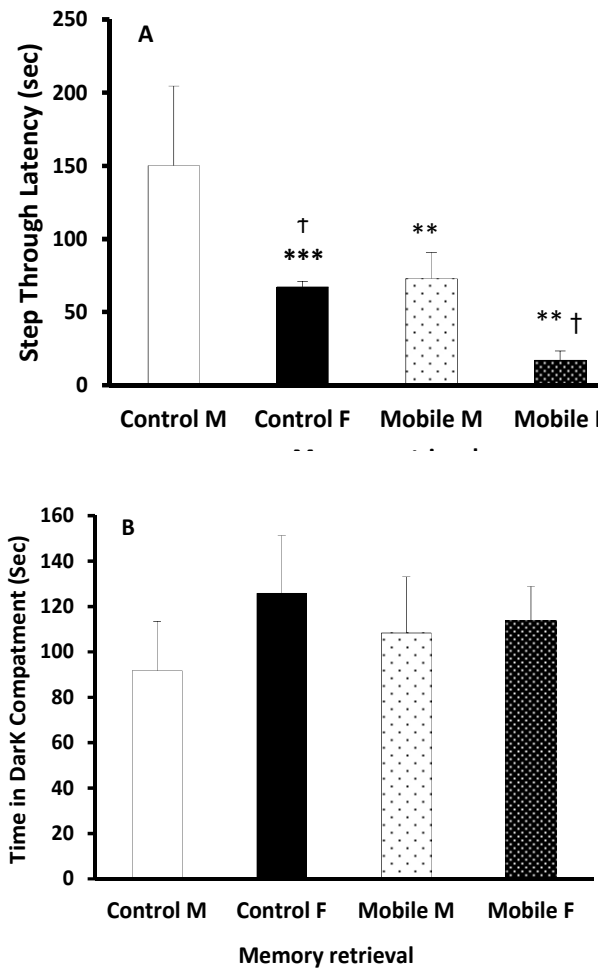 A
Step Through Latency (sec)
250
200
150
100
50
0
†
***
**
** †
Control M Control F Mobile M Mobile
B
Time in DarK Compatment (Sec)
160
140
120
100
80
60
40
20
0
Control M Control F Mobile M Mobile F
Memory retrieval